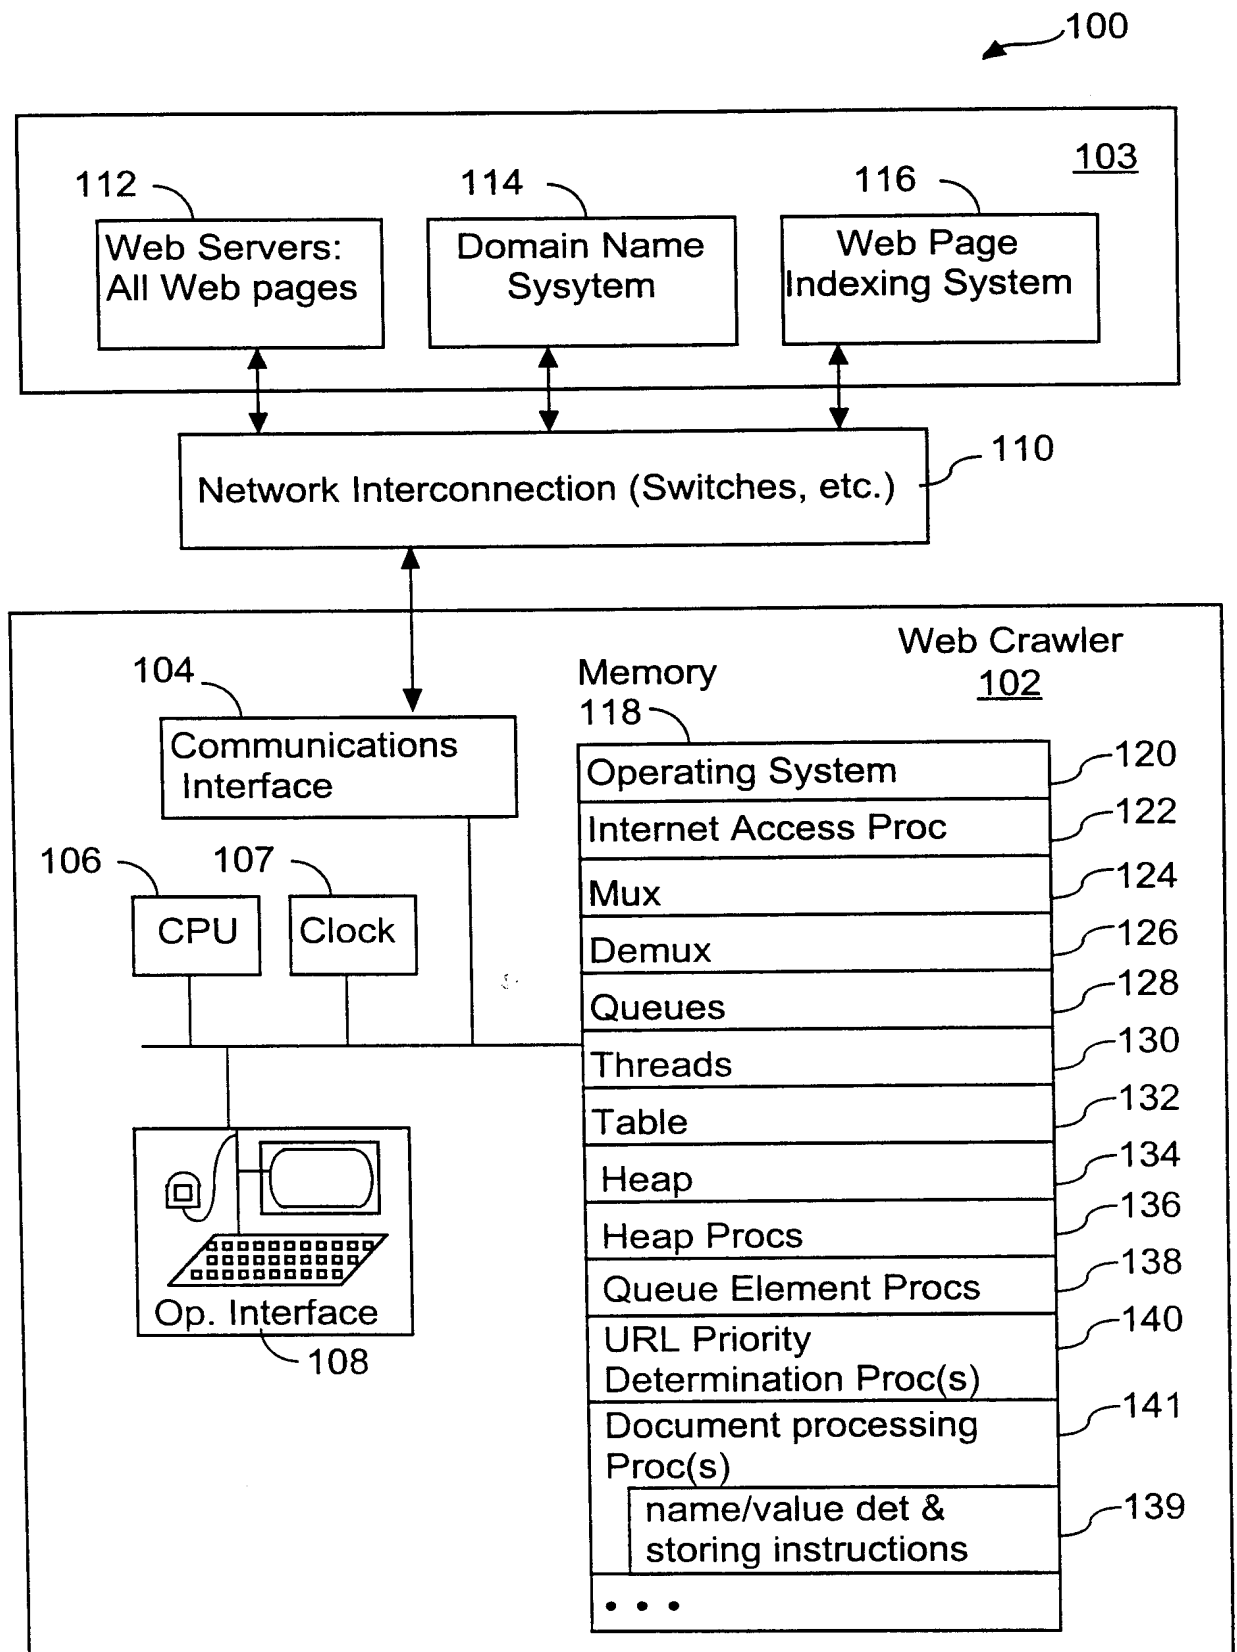 100
103
112
114
116
Web Servers:
All Web pages
Domain Name
Sysytem
Web Page
Indexing System
110
Network Interconnection (Switches, etc.)
Web Crawler
102
104
Communications
Interface
Memory
118
106
CPU
107
Clock
Op. Interface
108
Operating System
120
Internet Access Proc
122
Mux
124
Demux
126
Queues
128
Threads
130
Table
132
Heap
134
Heap Procs
136
Queue Element Procs
138
URL Priority
Determination Proc(s)
140
Document processing
Proc(s)
141
name/value det &
storing instructions
139
• • •